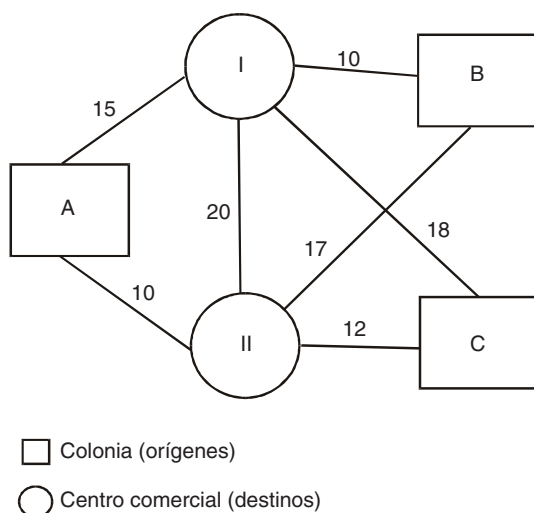 I
10
B
15
A
20
18
17
10
12
II
C
Colonia (orígenes)
Centro comercial (destinos)